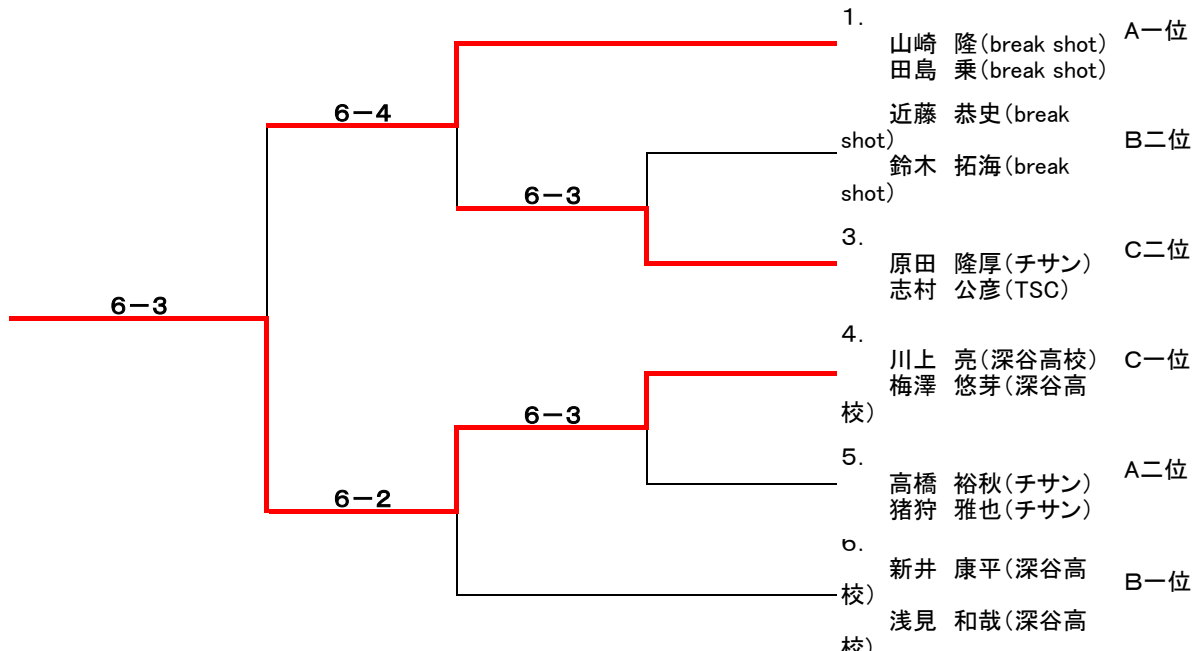 1.
山崎　隆(break shot)
田島　乗(break shot)
A一位
6－4
近藤　恭史(break
shot)
鈴木　拓海(break
shot)
B二位
6－3
3.
原田　隆厚(チサン)
志村　公彦(TSC)
C二位
6－3
4.
川上　亮(深谷高校)
梅澤　悠芽(深谷高
校)
C一位
6－3
5.
高橋　裕秋(チサン)
猪狩　雅也(チサン)
A二位
6－2
6.
新井　康平(深谷高
校)
浅見　和哉(深谷高
校)
B一位